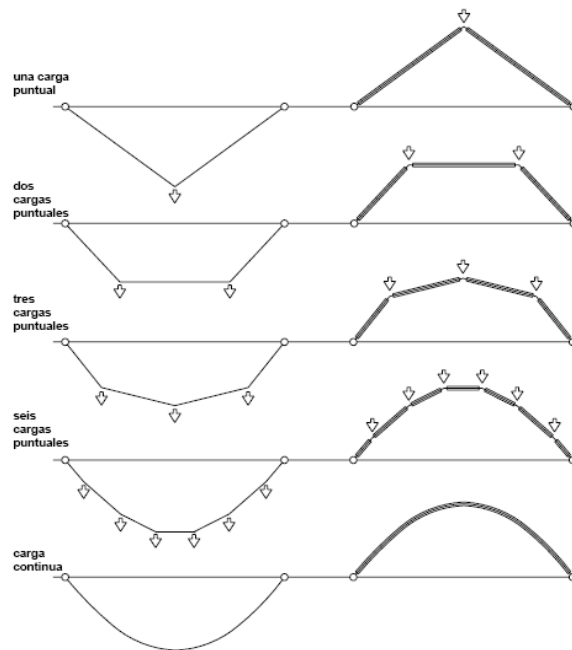 una carga
puntual
dos
cargas
puntuales
tres
cargas
puntuales
seis
cargas
puntuales
carga
continua